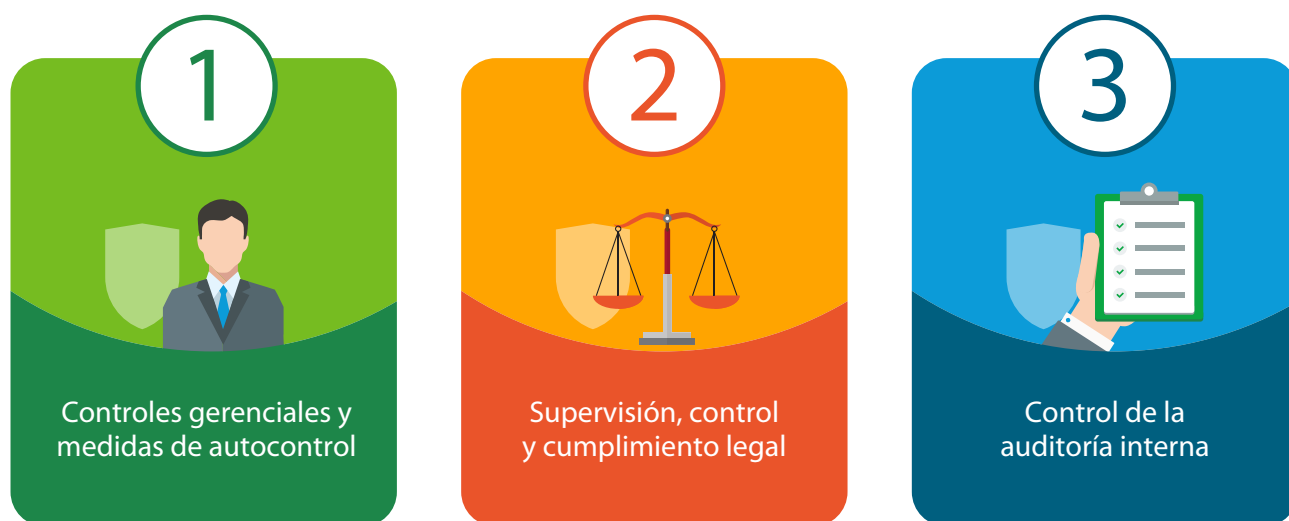 1
Controles gerenciales y
medidas de autocontrol
2
Supervisión, control
y cumplimiento legal
3
Control de la
auditoría interna